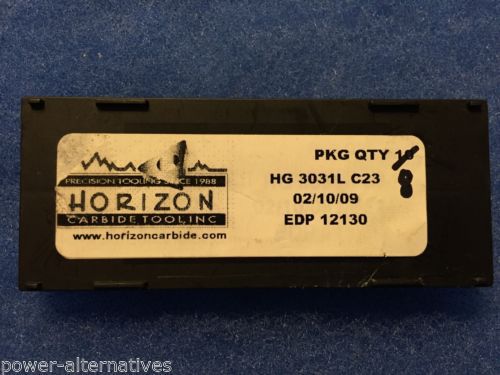 PRECISION TOOLING SINCE 1988
HORIZON
CARBIDE TOOL, INC
www.horizoncarbide.com
PKG QTY
8
HG 3031L C23
02/10/09
EDP 12130
power-alternatives